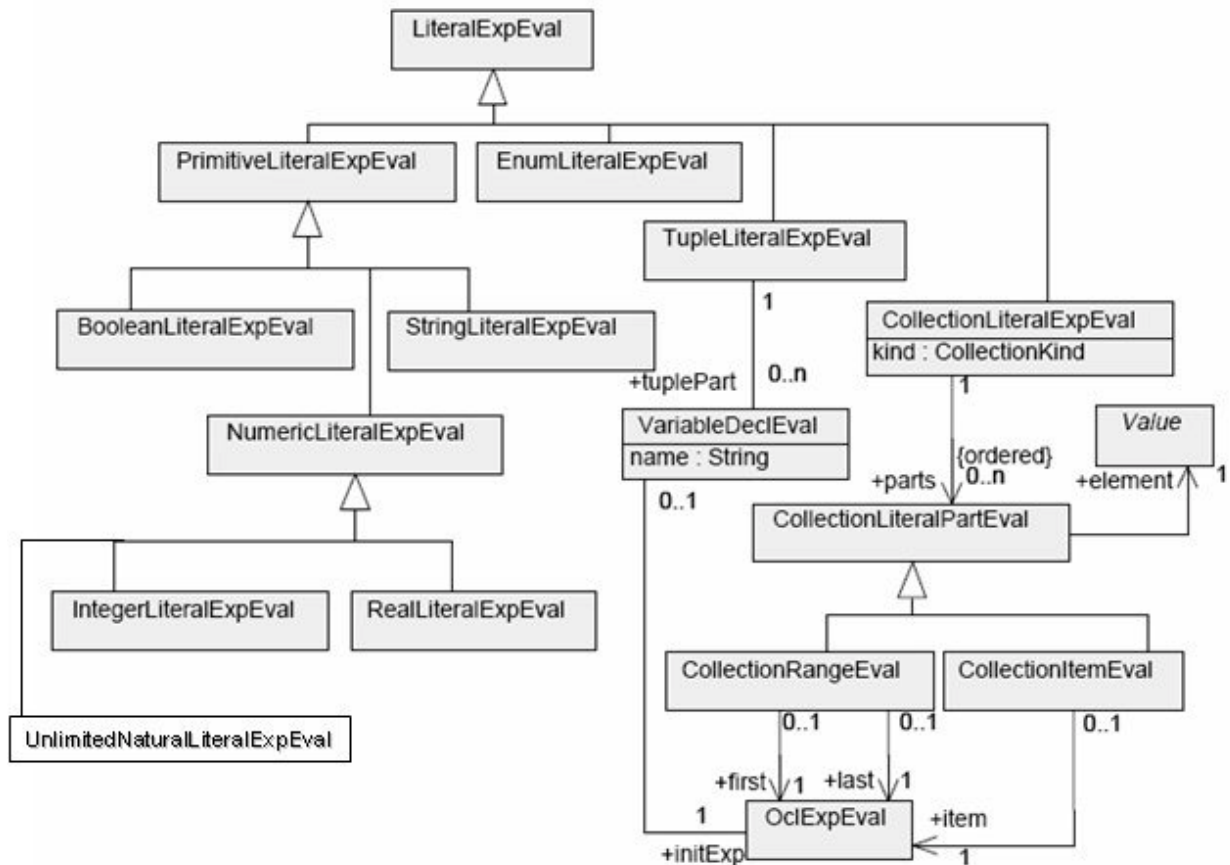 LiteralExpEval
PrimitiveLiteralExpEval
EnumLiteralExpEval
TupleLiteralExpEval
1
BooleanLiteralExpEval
StringLiteralExpEval
CollectionLiteralExpEval
kind : CollectionKind
1
+tuplePart
0..n
NumericLiteralExpEval
VariableDeclEval
name : String
0..1
Value
{ordered}
+parts
0..n
+element
1
CollectionLiteralPartEval
IntegerLiteralExpEval
RealLiteralExpEval
CollectionRangeEval
CollectionItemEval
0..1
0..1
0..1
UnlimitedNaturalLiteralExpEval
+first
1
+last
1
OclExpEval
1
+initExp
+item
1